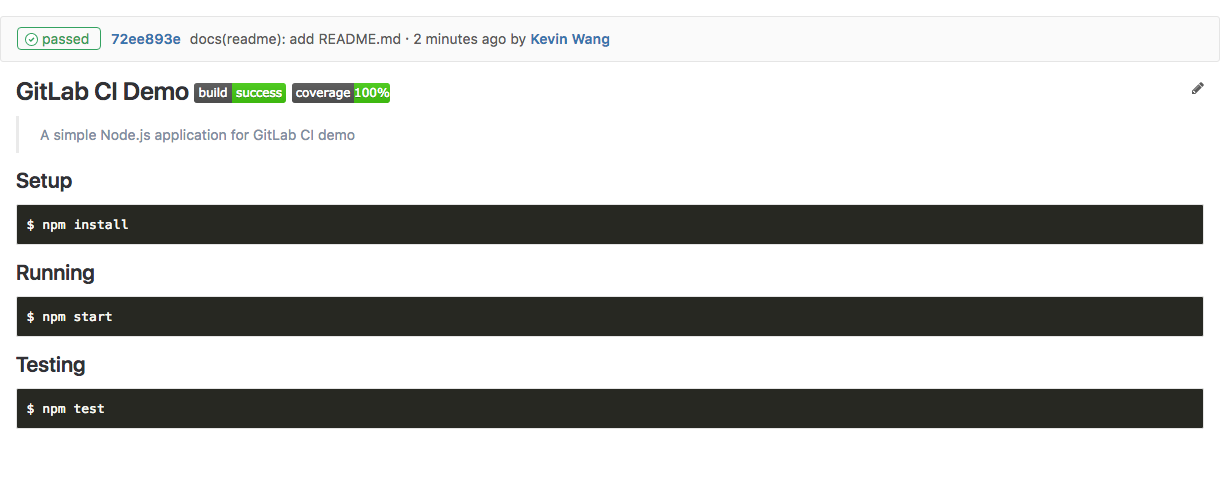 passed 72ee893e docs(readme): add README.md · 2 minutes ago by Kevin Wang
GitLab CI Demo build success coverage 100%
A simple Node.js application for GitLab CI demo
Setup
$ npm install
Running
$ npm start
Testing
$ npm test